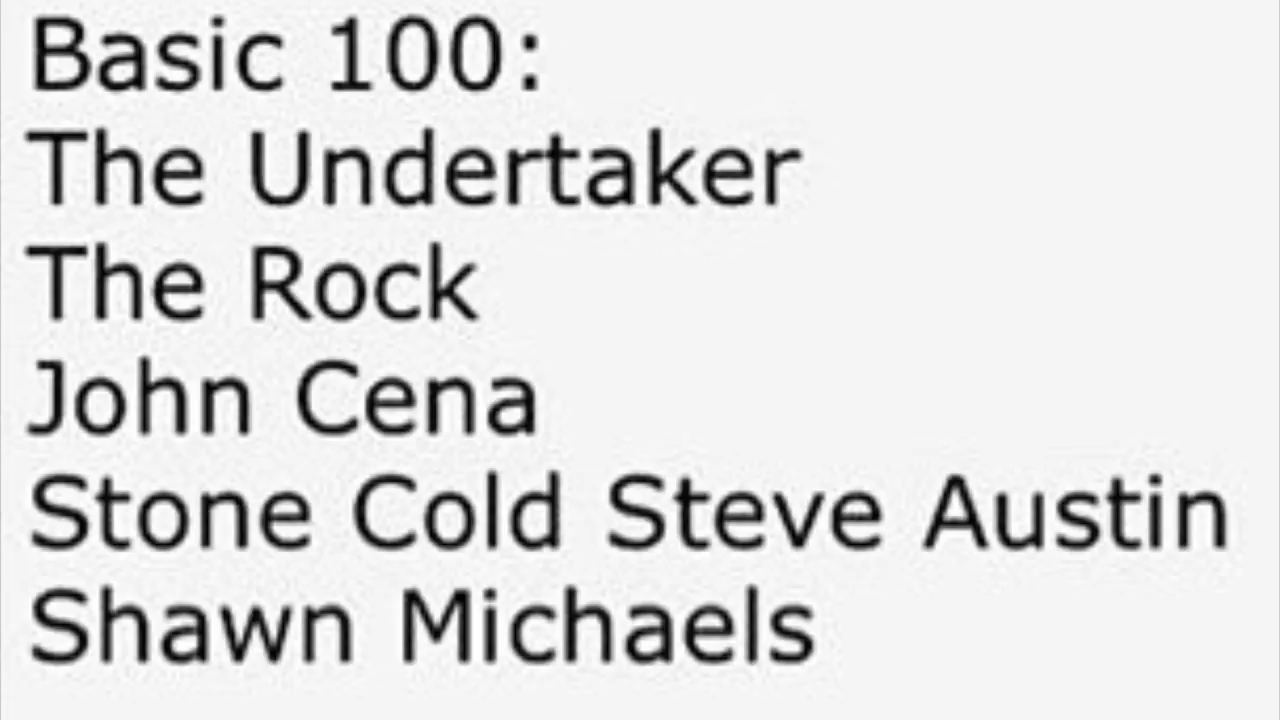 Basic 100:
The Undertaker
The Rock
John Cena
Stone Cold Steve Austin
Shawn Michaels